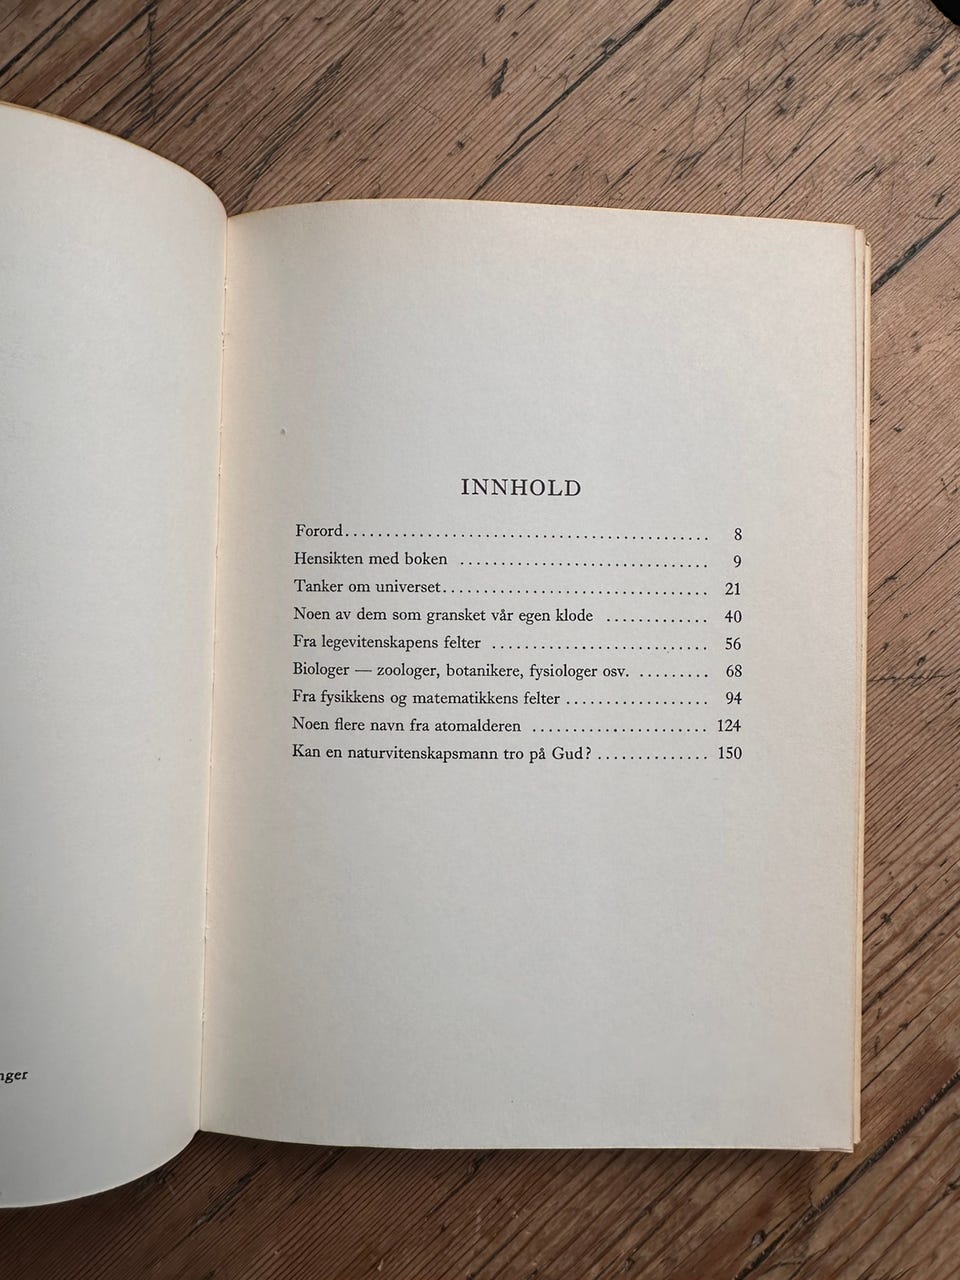 INNHOLD
Forord............................................. 8
Hensikten med boken ............................... 9
Tanker om universet................................. 21
Noen av dem som gransket vår egen klode ............. 40
Fra legevitenskapens felter ........................... 56
Biologer — zoologer, botanikere, fysiologer osv. ......... 68
Fra fysikkens og matematikkens felter .................. 94
Noen flere navn fra atomalderen ...................... 124
Kan en naturvitenskapsmann tro på Gud? .............. 150